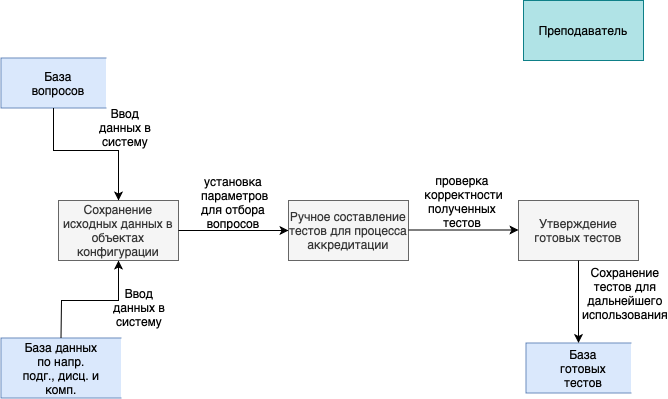 Преподаватель
База
вопросов
Ввод
данных в
систему
установка
параметров
для отбора
вопросов
проверка
корректности
полученных
тестов
Сохранение
исходных данных в
объектах
конфигурации
Ручное составление
тестов для процесса
аккредитации
Утверждение
готовых тестов
Ввод
данных в
систему
Сохранение
тестов для
дальнейшего
использования
База данных
по напр.
подг., дисц. и
комп.
База
готовых
тестов